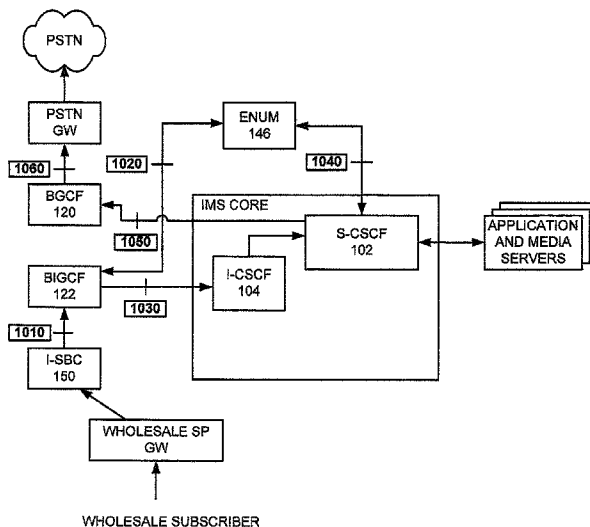 PSTN
PSTN
GW
ENUM
146
1020
1040
1060
BGCF
120
IMS CORE
1050
S-CSCF
102
APPLICATION
AND MEDIA
SERVERS
BIGCF
122
I-CSCF
104
1030
1010
I-SBC
150
WHOLESALE SP
GW
WHOLESALE SUBSCRIBER